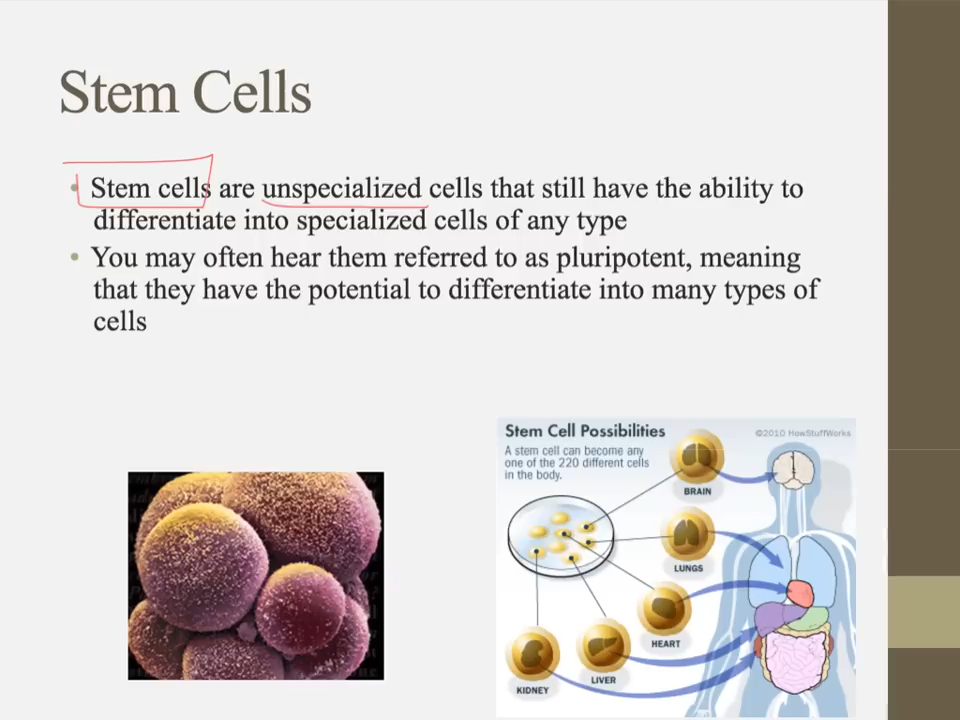 Stem Cells
• Stem cells are unspecialized cells that still have the ability to
differentiate into specialized cells of any type
• You may often hear them referred to as pluripotent, meaning
that they have the potential to differentiate into many types of
cells
Stem Cell Possibilities
©2010 HowStuffWorks
A stem cell can become any
one of the 220 different cells
in the body.
BRAIN
LUNGS
HEART
LIVER
KIDNEY